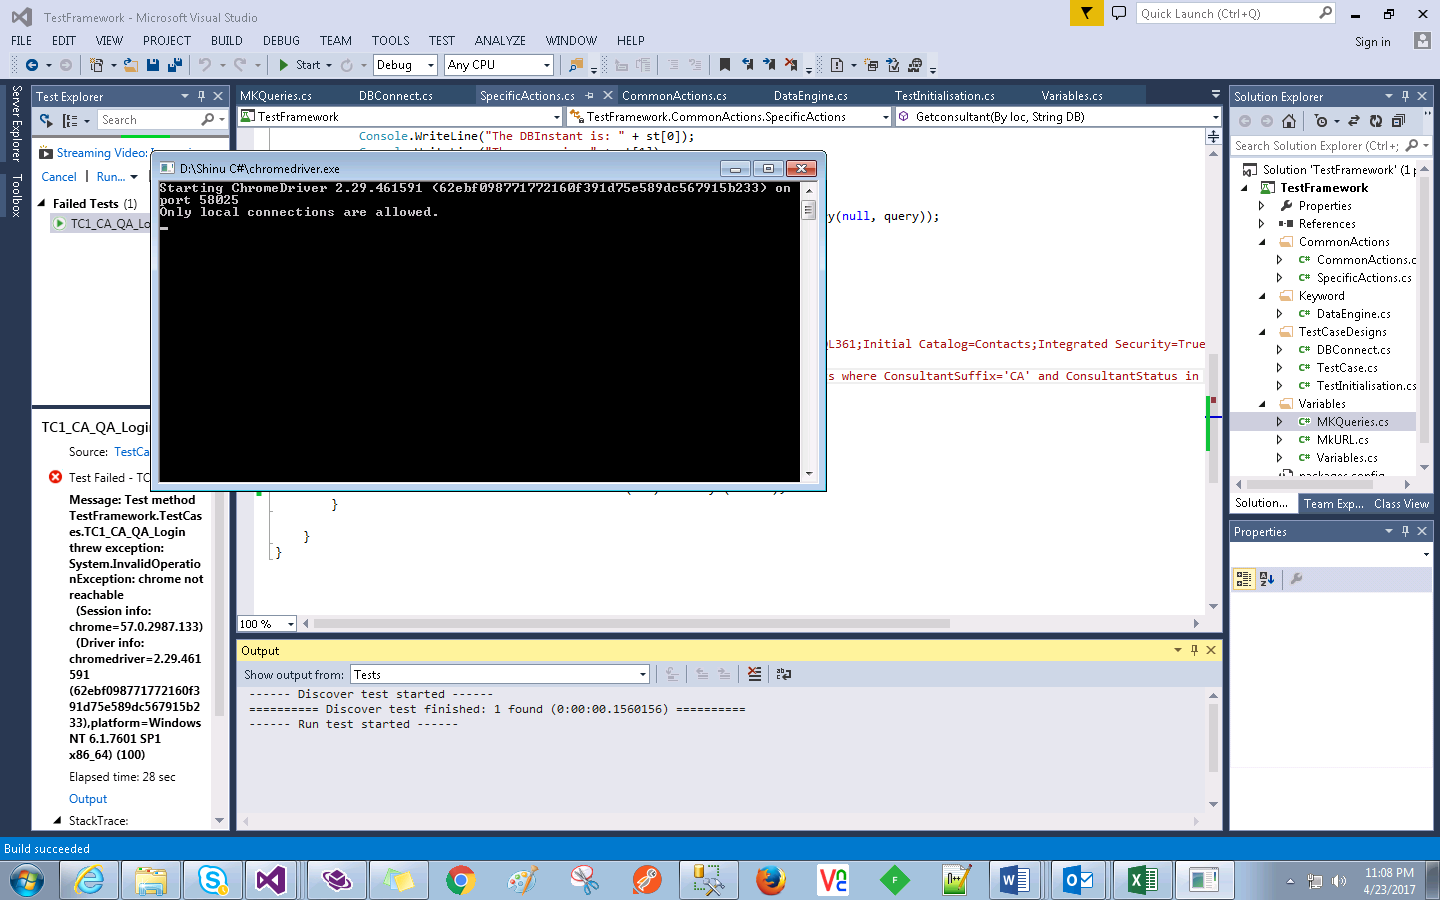 TestFramework - Microsoft Visual Studio
Quick Launch (Ctrl+Q)
FILE EDIT VIEW PROJECT BUILD DEBUG TEAM TOOLS TEST ANALYZE WINDOW HELP
Sign in
Start Debug Any CPU
Server Explorer
Toolbox
Test Explorer
Search
Streaming Video:
Cancel | Run...
Failed Tests (1)
TC1_CA_QA_Lo
TC1_CA_QA_Login
Source: TestCa
Test Failed - TC
Message: Test method
TestFramework.TestCas
es.TC1_CA_QA_Login
threw exception:
System.InvalidOperatio
nException: chrome not
reachable
(Session info:
chrome=57.0.2987.133)
(Driver info:
chromedriver=2.29.461
591
(62ebf098771772160f3
91d75e589dc567915b2
33),platform=Windows
NT 6.1.7601 SP1
x86_64) (100)
Elapsed time: 28 sec
Output
StackTrace:
MKQueries.cs DBConnect.cs SpecificActions.cs CommonActions.cs DataEngine.cs TestInitialisation.cs Variables.cs
TestFramework TestFramework.CommonActions.SpecificActions Getconsultant(By loc, String DB)
Console.WriteLine("The DBInstant is: " + st[0]);
D:\Shinu C#\chromedriver.exe
Starting ChromeDriver 2.29.461591 (62ebf098771772160f391d75e589dc567915b233) on
port 58025
Only local connections are allowed.
y(null, query));
QL361;Initial Catalog=Contacts;Integrated Security=True
s where ConsultantSuffix='CA' and ConsultantStatus in
}
}
}
100 %
Output
Show output from: Tests
------ Discover test started ------
========== Discover test finished: 1 found (0:00:00.1560156) ==========
------ Run test started ------
Solution Explorer
Search Solution Explorer (Ctrl+;
Solution 'TestFramework' (1 p
TestFramework
Properties
References
CommonActions
CommonActions.c
SpecificActions.cs
Keyword
DataEngine.cs
TestCaseDesigns
DBConnect.cs
TestCase.cs
TestInitialisation.cs
Variables
MKQueries.cs
MkURL.cs
Variables.cs
packages.config
Solution... Team Exp... Class View
Properties
Build succeeded
11:08 PM
4/23/2017